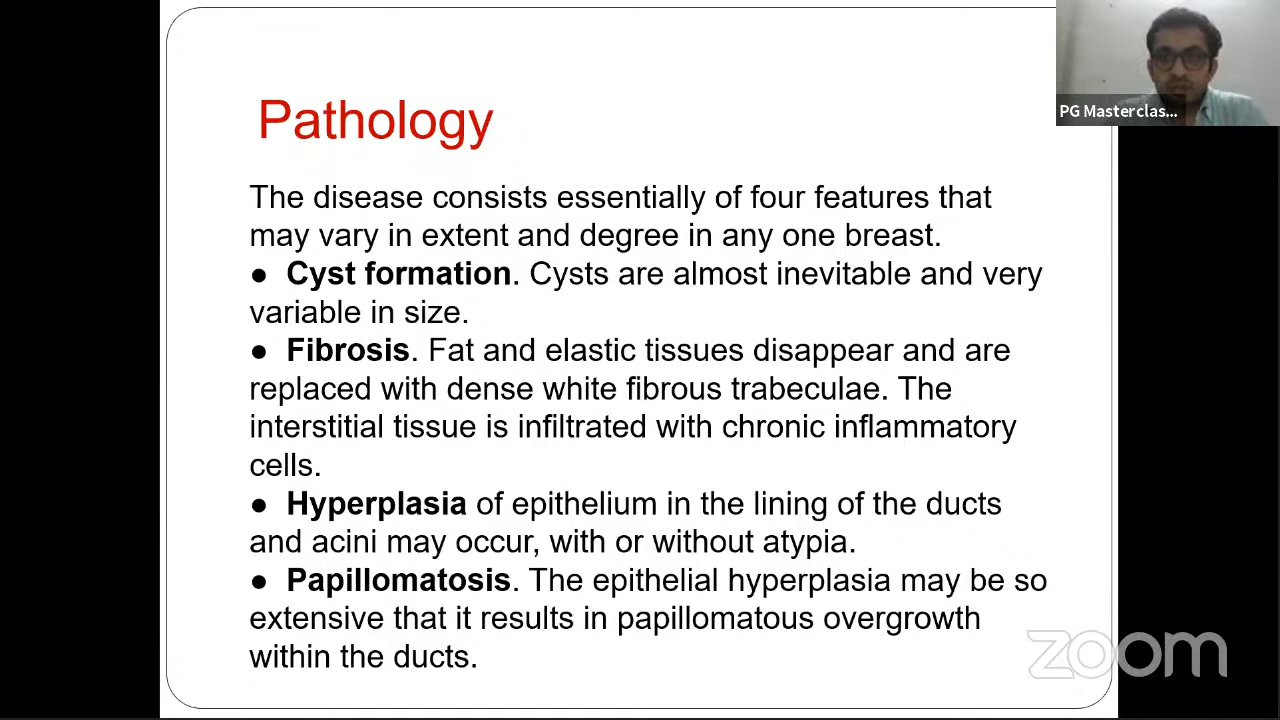 Pathology
The disease consists essentially of four features that
may vary in extent and degree in any one breast.
● Cyst formation. Cysts are almost inevitable and very
variable in size.
● Fibrosis. Fat and elastic tissues disappear and are
replaced with dense white fibrous trabeculae. The
interstitial tissue is infiltrated with chronic inflammatory
cells.
● Hyperplasia of epithelium in the lining of the ducts
and acini may occur, with or without atypia.
● Papillomatosis. The epithelial hyperplasia may be so
extensive that it results in papillomatous overgrowth
within the ducts.
PG Masterclas...
zoom